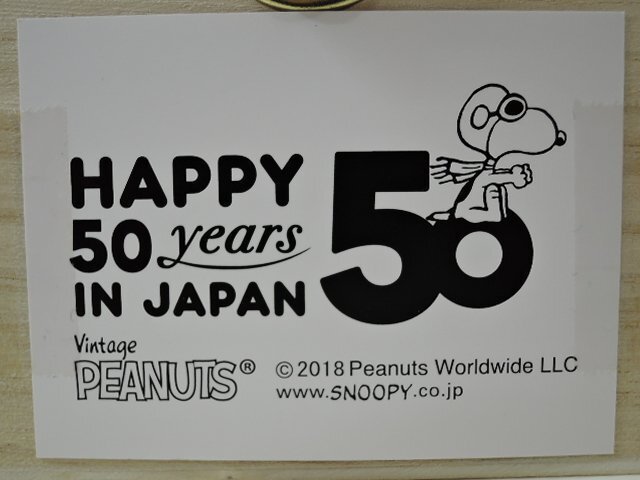 HAPPY
50 years
IN JAPAN
50
Vintage
PEANUTS®
©2018 Peanuts Worldwide LLC
www.SNOOPY.co.jp